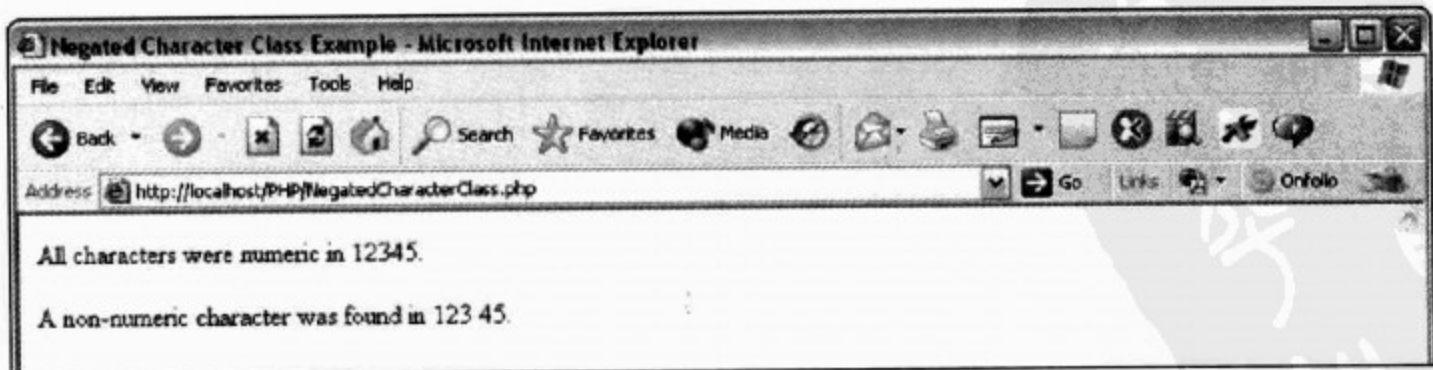 Negated Character Class Example - Microsoft Internet Explorer
File Edit View Favorites Tools Help
Back Search Favorites Media
Address http://localhost/PHP/NegatedCharacterClass.php Go Links Onfolio
All characters were numeric in 12345.
A non-numeric character was found in 123 45.